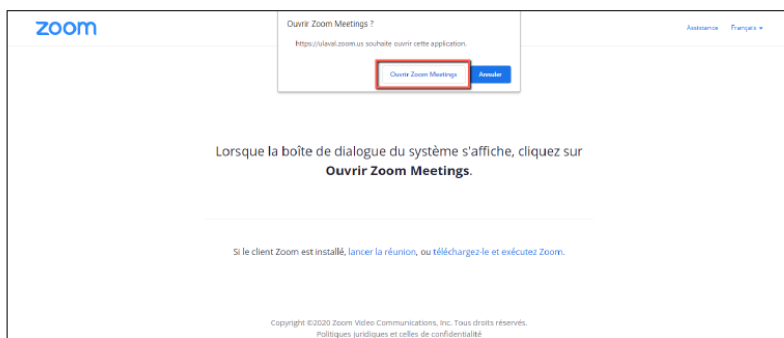 zoom
Ouvrir Zoom Meetings ?
https://ulaval.zoom.us souhaite ouvrir cette application.
Ouvrir Zoom Meetings Annuler
Assistance Français
Lorsque la boîte de dialogue du système s'affiche, cliquez sur
Ouvrir Zoom Meetings.
Si le client Zoom est installé, lancer la réunion, ou téléchargez-le et exécutez Zoom.
Copyright ©2020 Zoom Video Communications, Inc. Tous droits réservés.
Politiques juridiques et celles de confidentialité